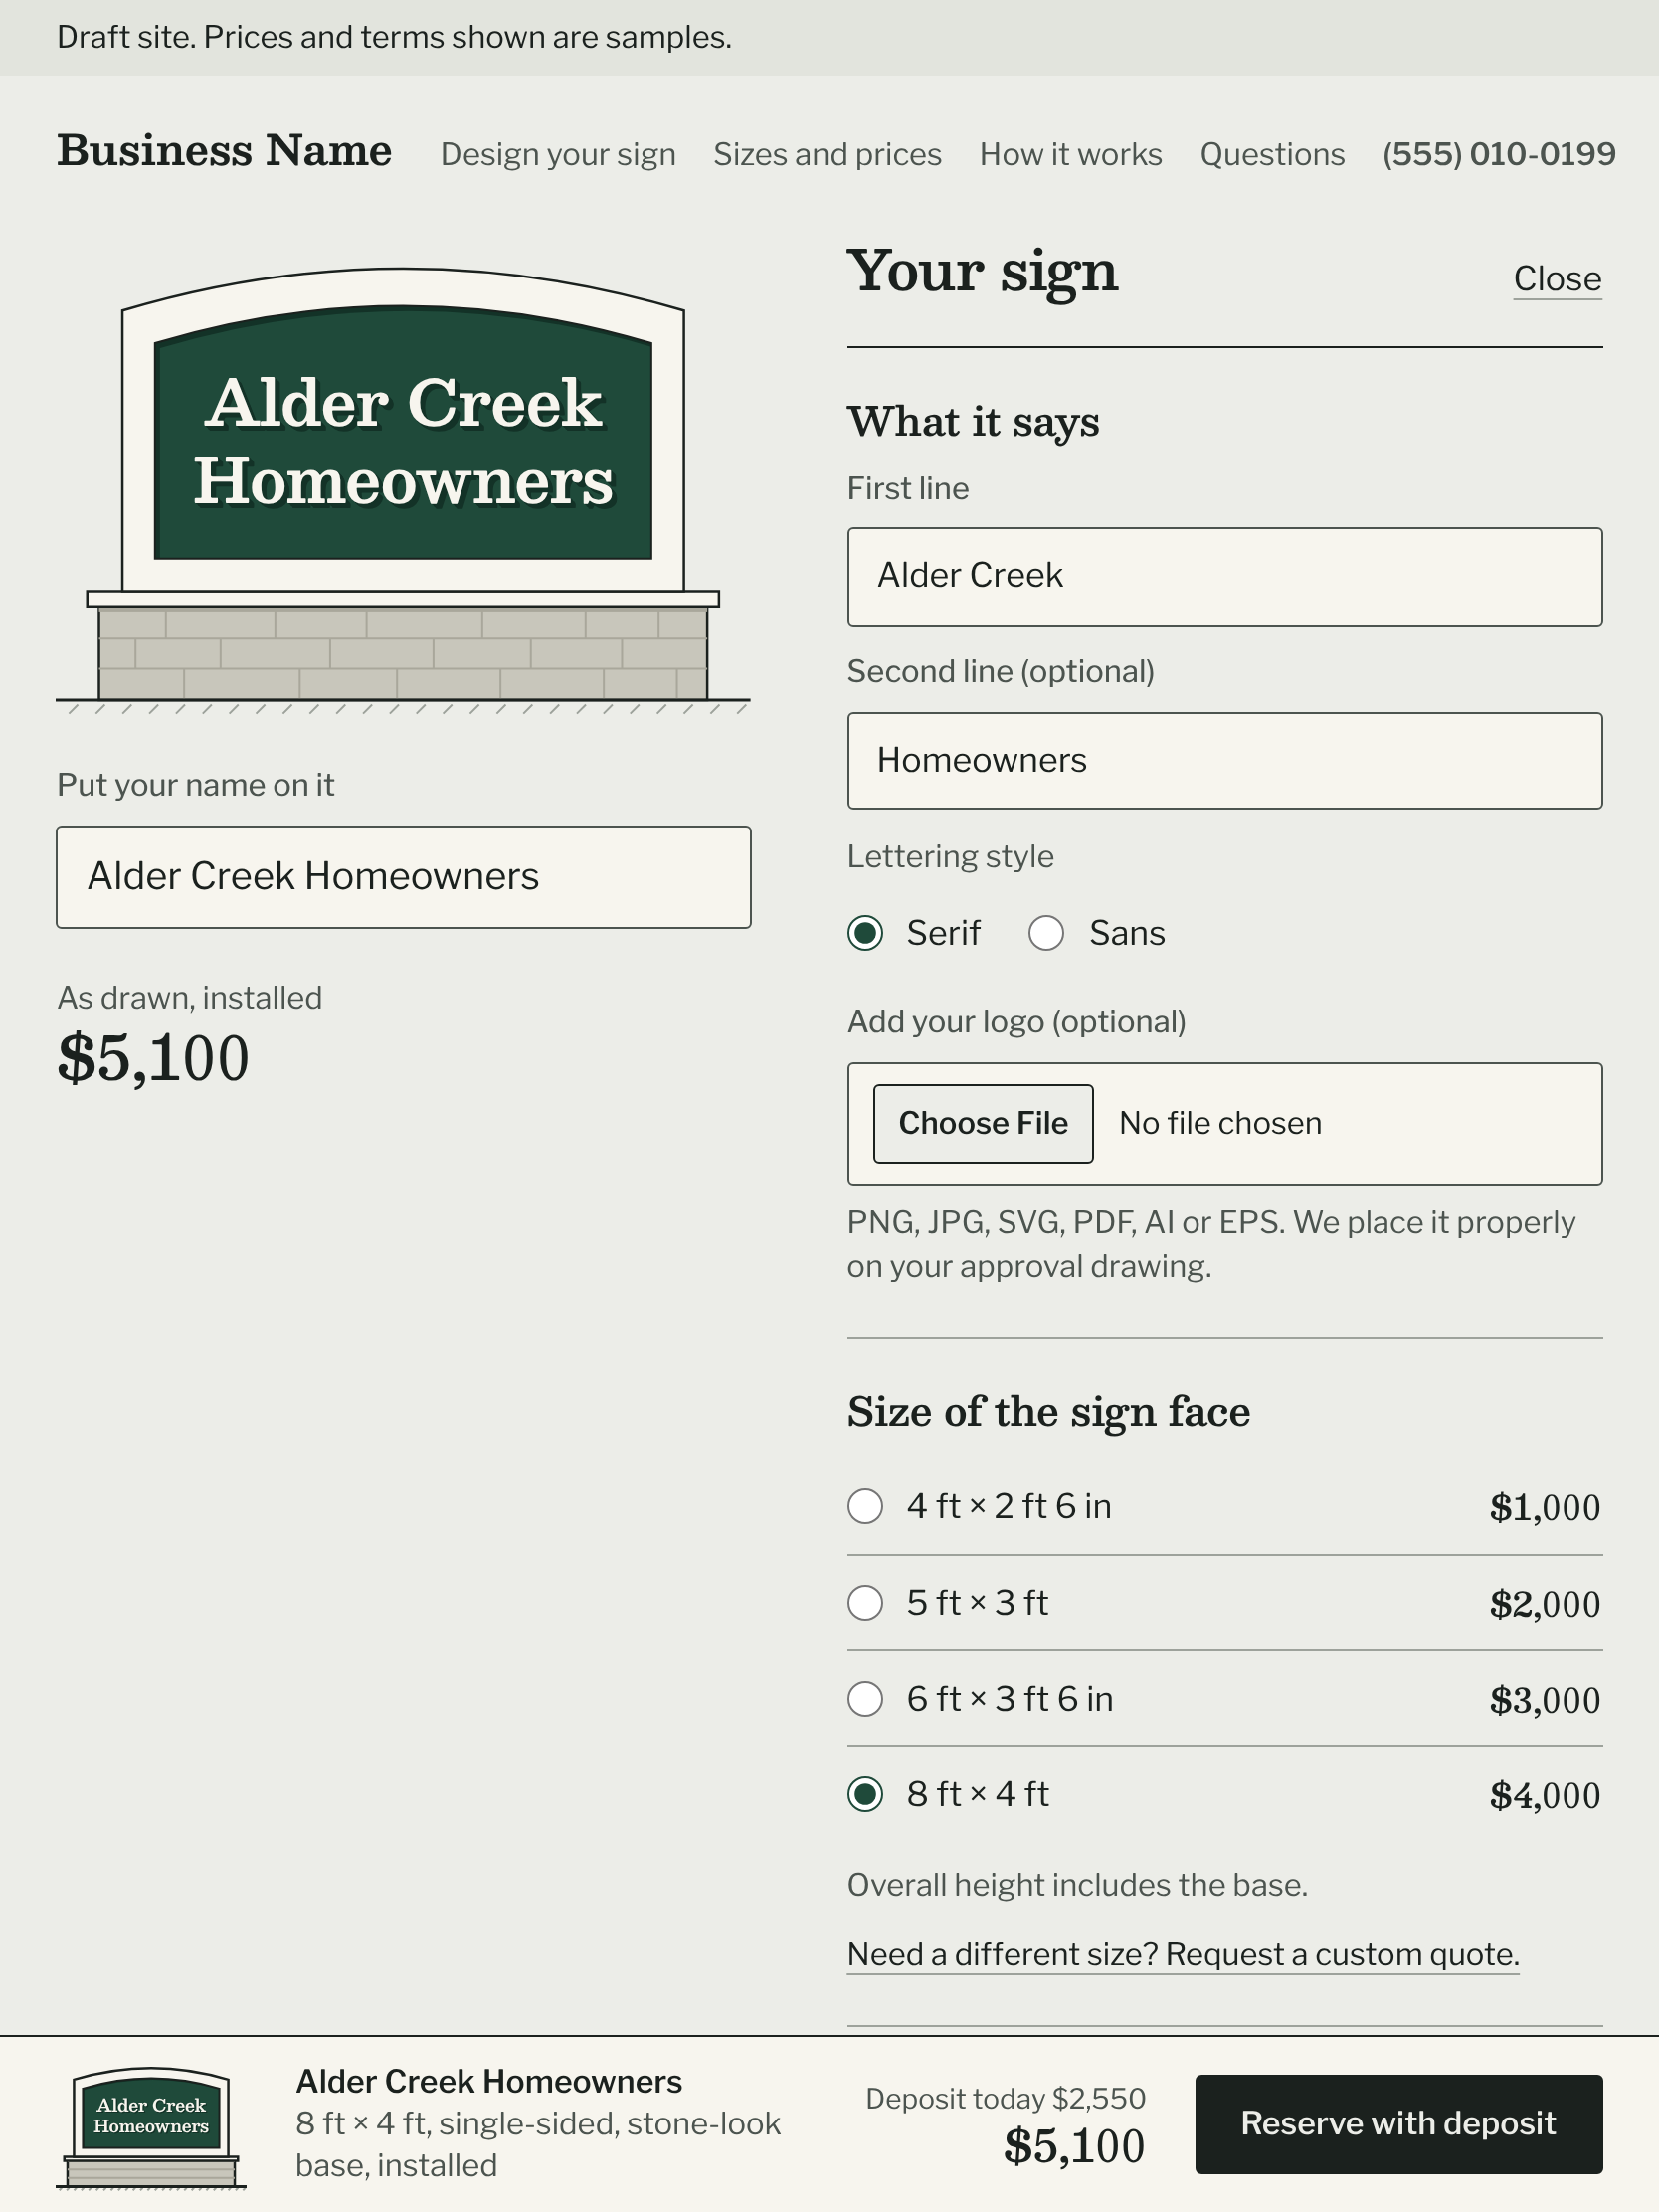 Draft site. Prices and terms shown are samples.
Business Name
Design your sign
Sizes and prices
How it works
Questions
(555) 010-0199
Alder Creek
Homeowners
Put your name on it
Alder Creek Homeowners
As drawn, installed
$5,100
Your sign
Close
What it says
First line
Alder Creek
Second line (optional)
Homeowners
Lettering style
Serif
Sans
Add your logo (optional)
Choose File
No file chosen
PNG, JPG, SVG, PDF, AI or EPS. We place it properly
on your approval drawing.
Size of the sign face
4 ft × 2 ft 6 in
$1,000
5 ft × 3 ft
$2,000
6 ft × 3 ft 6 in
$3,000
8 ft × 4 ft
$4,000
Overall height includes the base.
Need a different size? Request a custom quote.
Alder Creek
Homeowners
Alder Creek Homeowners
8 ft × 4 ft, single-sided, stone-look
base, installed
Deposit today $2,550
$5,100
Reserve with deposit